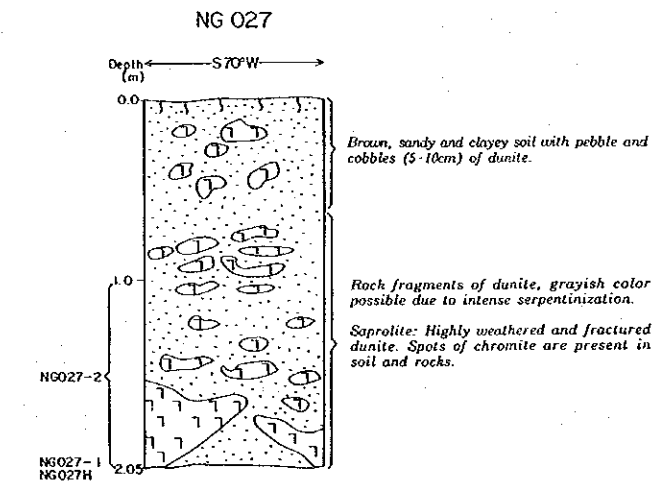 NG 027
Depth S70°W
(m)
0.0
Brown, sandy and clayey soil with pebble and
cobbles (5-10cm) of dunite.
1.0
Rock fragments of dunite, grayish color
possible due to intense serpentinization.
Saprolite: Highly weathered and fractured
dunite. Spots of chromite are present in
soil and rocks.
NG027-2
NG027-1
NG027H
2.05